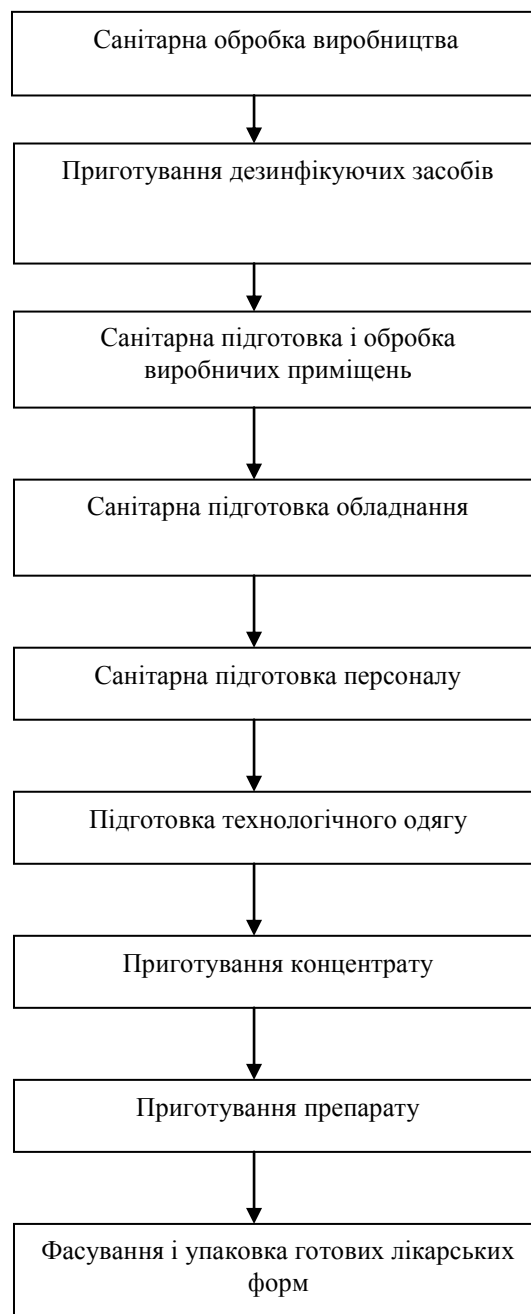 Санітарна обробка виробництва
Приготування дезинфікуючих засобів
Санітарна підготовка і обробка
виробничих приміщень
Санітарна підготовка обладнання
Санітарна підготовка персоналу
Підготовка технологічного одягу
Приготування концентрату
Приготування препарату
Фасування і упаковка готових лікарських
форм